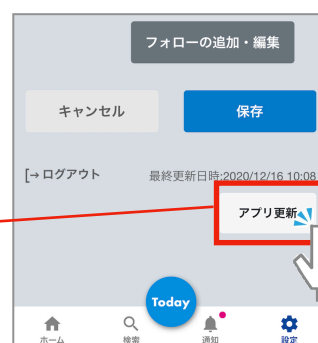 フォローの追加・編集
キャンセル
保存
ログアウト
最終更新日時:2020/12/16 10:08
アプリ更新
Today
ホーム
検索
通知
設定